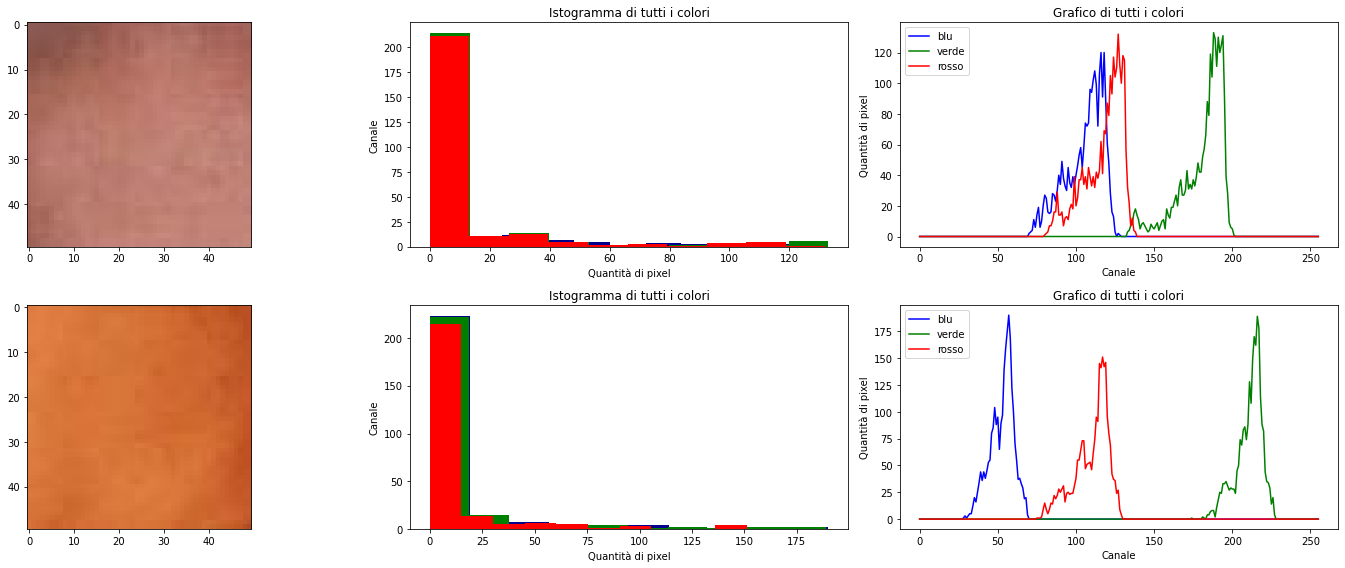 Istogramma di tutti i colori
Grafico di tutti i colori
0
10
20
30
40
0 10 20 30 40
Canale
200
175
150
125
100
75
50
25
0
0 20 40 60 80 100 120
Quantità di pixel
Quantità di pixel
120
100
80
60
40
20
0
blu
verde
rosso
0 50 100 150 200 250
Canale
Istogramma di tutti i colori
Grafico di tutti i colori
0
10
20
30
40
0 10 20 30 40
Canale
200
150
100
50
0
0 25 50 75 100 125 150 175
Quantità di pixel
Quantità di pixel
175
150
125
100
75
50
25
0
blu
verde
rosso
0 50 100 150 200 250
Canale